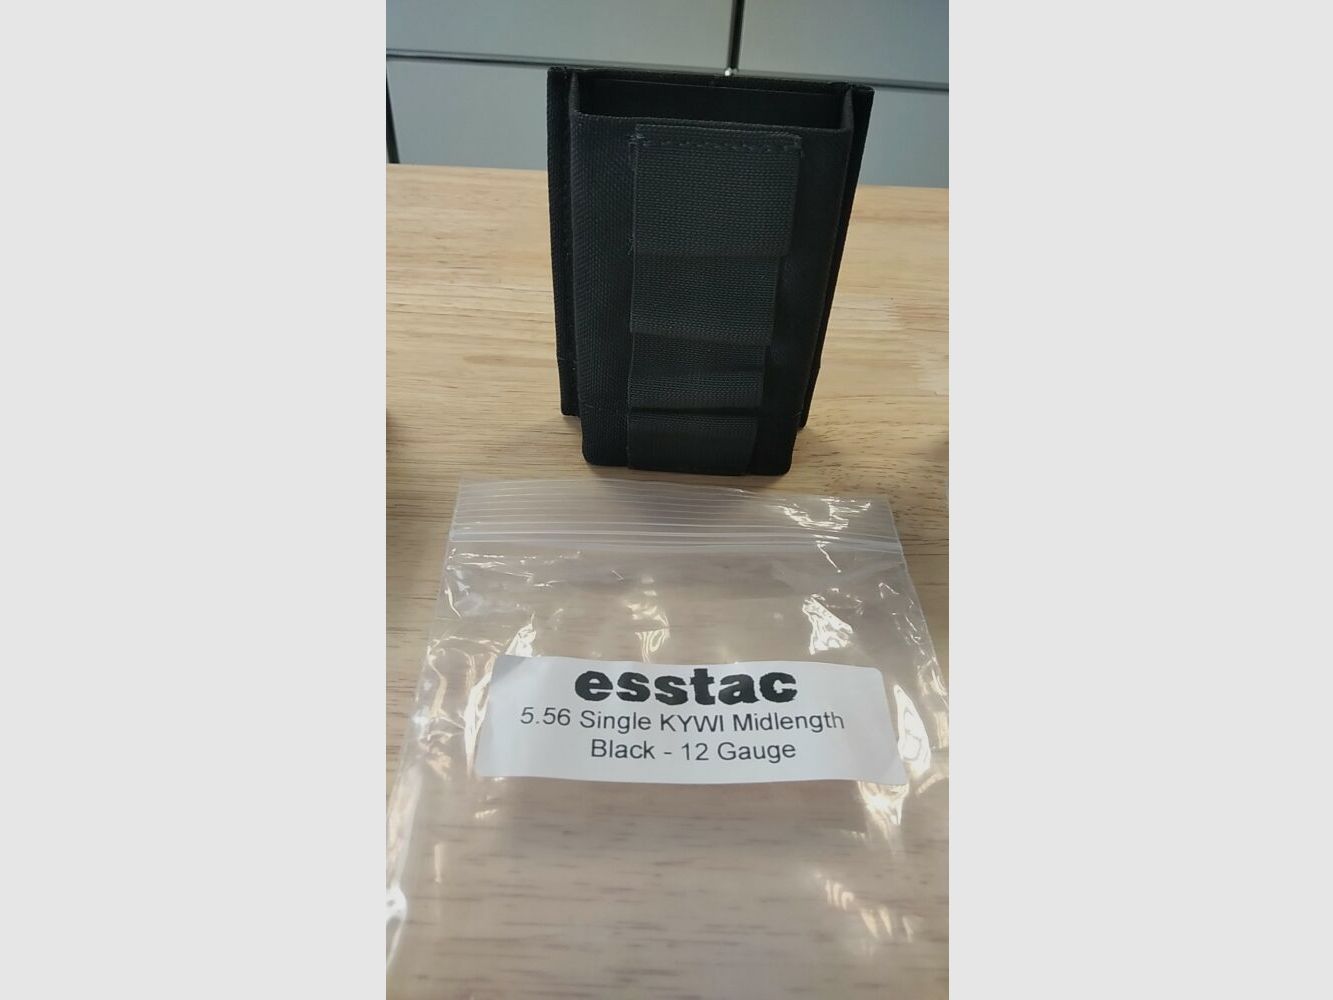 esstac
5.56 Single KYWI Midlength
Black - 12 Gauge